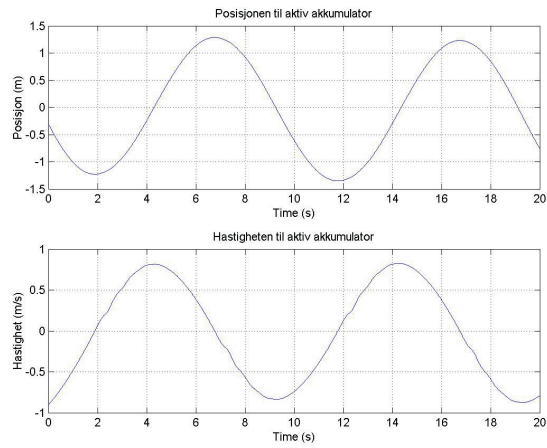 Posisjonen til aktiv akkumulator
1.5
1
0.5
0
-0.5
-1
-1.5
Posisjon (m)
0 2 4 6 8 10 12 14 16 18 20
Time (s)
Hastigheten til aktiv akkumulator
1
0.5
0
-0.5
-1
Hastighet (m/s)
0 2 4 6 8 10 12 14 16 18 20
Time (s)